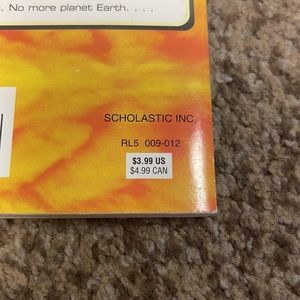 . No more planet Earth. . . .
SCHOLASTIC INC.
RL5 009-012
$3.99 US
$4.99 CAN